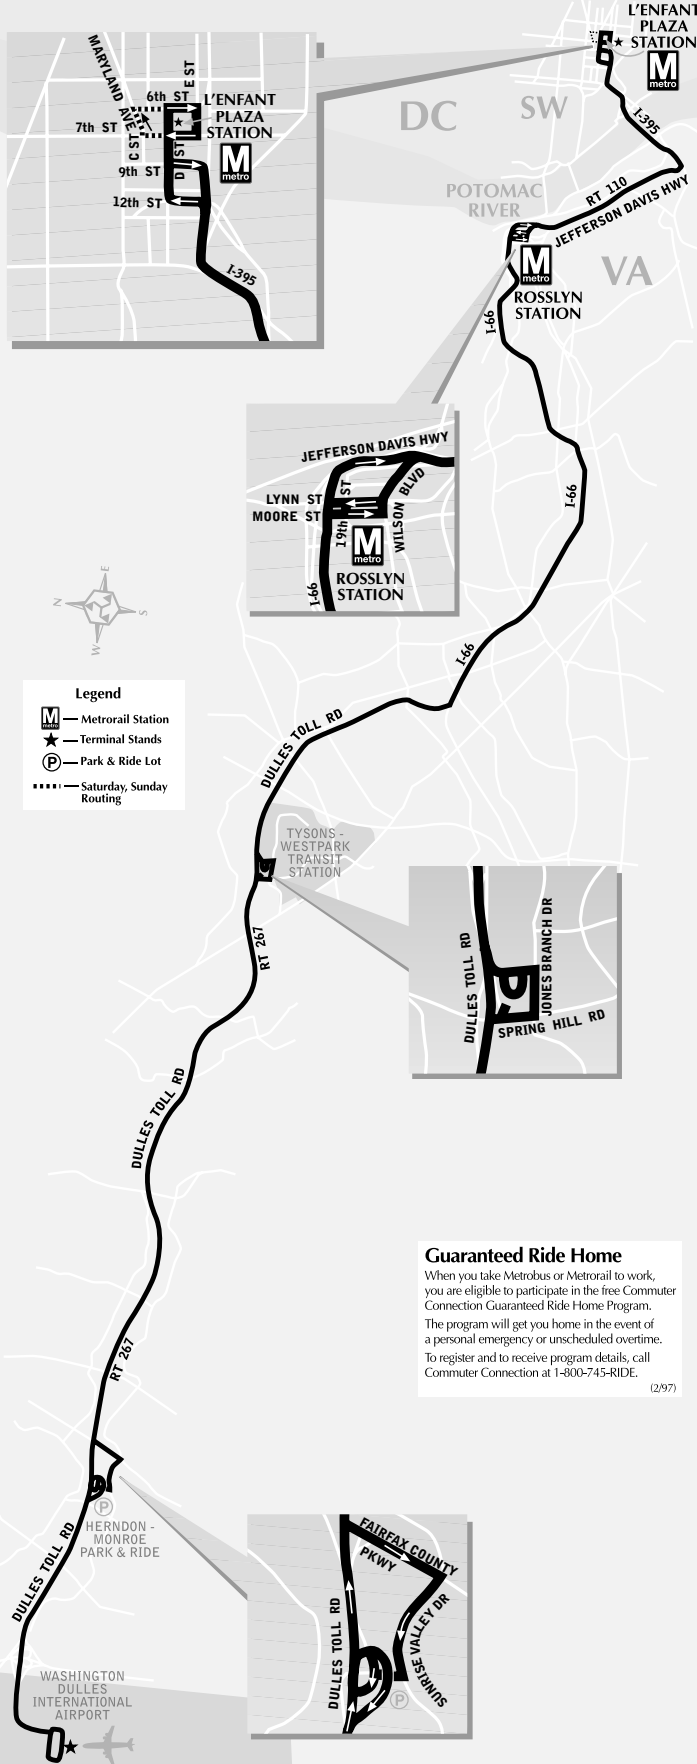 L'ENFANT
PLAZA
STATION
M
metro
DC
SW
I-395
POTOMAC
RIVER
RT 110
JEFFERSON DAVIS HWY
VA
M
metro
ROSSLYN
STATION
I-66
I-66
I-66
MARYLAND AVE
E ST
6th ST
L'ENFANT
PLAZA
STATION
7th ST
C ST
D ST
M
metro
9th ST
12th ST
I-395
JEFFERSON DAVIS HWY
LYNN ST
MOORE ST
19th ST
WILSON BLVD
M
metro
ROSSLYN
STATION
I-66
N
E
S
W
Legend
M
metro
Metrorail Station
Terminal Stands
P
Park & Ride Lot
Saturday, Sunday
Routing
DULLES TOLL RD
TYSONS -
WESTPARK
TRANSIT
STATION
RT 267
DULLES TOLL RD
JONES BRANCH DR
SPRING HILL RD
DULLES TOLL RD
Guaranteed Ride Home
When you take Metrobus or Metrorail to work,
you are eligible to participate in the free Commuter
Connection Guaranteed Ride Home Program.
The program will get you home in the event of
a personal emergency or unscheduled overtime.
To register and to receive program details, call
Commuter Connection at 1-800-745-RIDE.
(2/97)
RT 267
P
HERNDON -
MONROE
PARK & RIDE
DULLES TOLL RD
FAIRFAX COUNTY
PKWY
DULLES TOLL RD
SUNRISE VALLEY DR
P
WASHINGTON
DULLES
INTERNATIONAL
AIRPORT